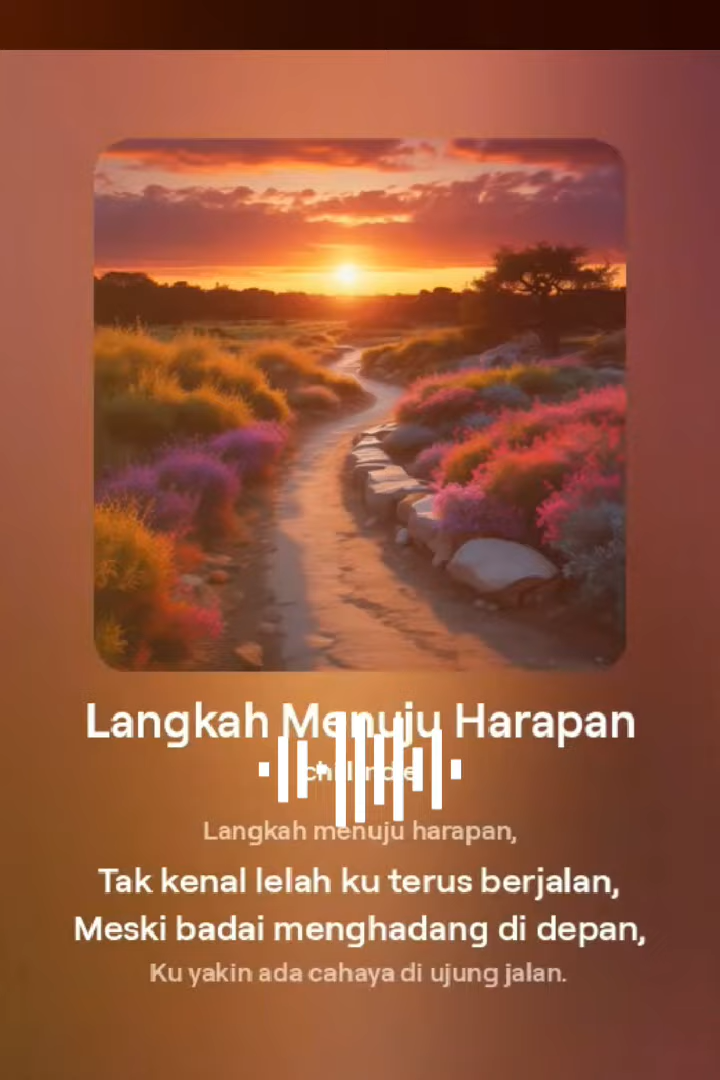 Langkah Menuju Harapan
Langkah menuju harapan,
Tak kenal lelah ku terus berjalan,
Meski badai menghadang di depan,
Ku yakin ada cahaya di ujung jalan.